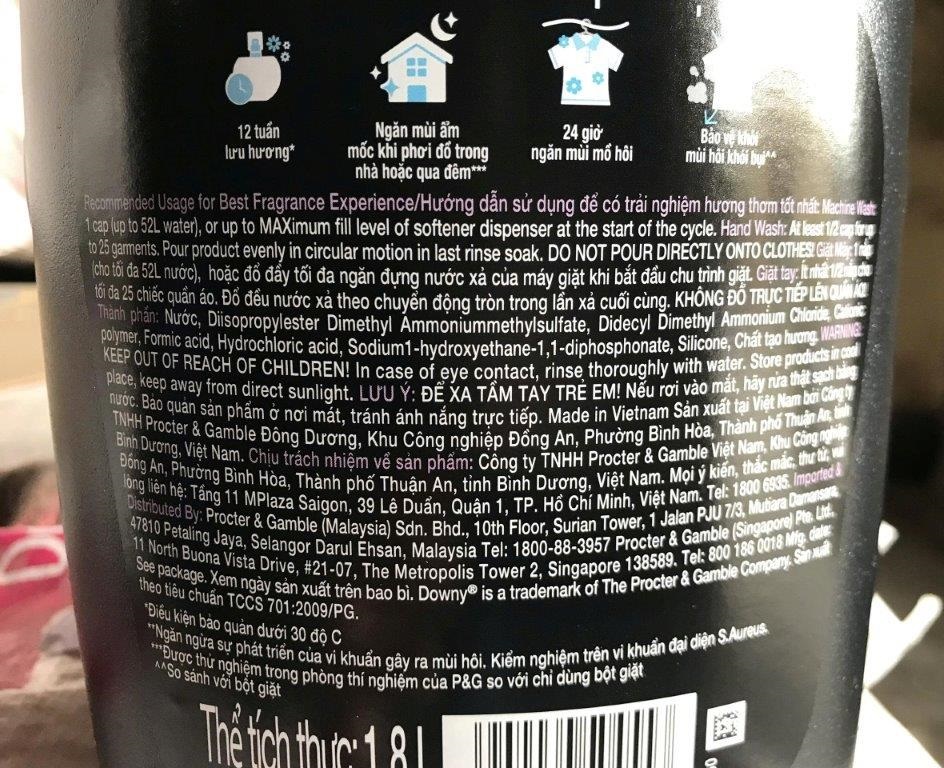 12 tuần
lưu hương*
Ngăn mùi ẩm
mốc khi phơi đồ trong
nhà hoặc qua đêm***
24 giờ
ngăn mùi mồ hôi
Bảo vệ khỏi
mùi hôi khói bụi^^
Recommended Usage for Best Fragrance Experience/Hướng dẫn sử dụng để có trải nghiệm hương thơm tốt nhất: Machine Wash:
1 cap (up to 52L water), or up to MAXimum fill level of softener dispenser at the start of the cycle. Hand Wash: At least 1/2 cap for up
to 25 garments. Pour product evenly in circular motion in last rinse soak. DO NOT POUR DIRECTLY ONTO CLOTHES! Giặt Máy: 1 nắp
(cho tối đa 52L nước), hoặc đổ đầy tối đa ngăn đựng nước xả của máy giặt khi bắt đầu chu trình giặt. Giặt tay: Ít nhất 1/2 nắp cho
tối đa 25 chiếc quần áo. Đổ đều nước xả theo chuyển động tròn trong lần xả cuối cùng. KHÔNG ĐỔ TRỰC TIẾP LÊN QUẦN ÁO!
Thành phần: Nước, Diisopropylester Dimethyl Ammoniummethylsulfate, Didecyl Dimethyl Ammonium Chloride, Cationic
polymer, Formic acid, Hydrochloric acid, Sodium1-hydroxyethane-1,1-diphosphonate, Silicone, Chất tạo hương. WARNING:
KEEP OUT OF REACH OF CHILDREN! In case of eye contact, rinse thoroughly with water. Store products in cool
place, keep away from direct sunlight. LƯU Ý: ĐỂ XA TẦM TAY TRẺ EM! Nếu rơi vào mắt, hãy rửa thật sạch bằng
nước. Bảo quản sản phẩm ở nơi mát, tránh ánh nắng trực tiếp. Made in Vietnam Sản xuất tại Việt Nam bởi Công ty
TNHH Procter & Gamble Đông Dương, Khu Công nghiệp Đồng An, Phường Bình Hòa, Thành phố Thuận An, tỉnh
Bình Dương, Việt Nam. Chịu trách nhiệm về sản phẩm: Công ty TNHH Procter & Gamble Việt Nam, Khu Công nghiệp
Đồng An, Phường Bình Hòa, Thành phố Thuận An, tỉnh Bình Dương, Việt Nam. Mọi ý kiến, thắc mắc, thư từ, vui
lòng liên hệ: Tầng 11 MPlaza Saigon, 39 Lê Duẩn, Quận 1, TP. Hồ Chí Minh, Việt Nam. Tel: 1800 6935. Imported &
Distributed By: Procter & Gamble (Malaysia) Sdn. Bhd., 10th Floor, Surian Tower, 1 Jalan PJU 7/3, Mutiara Damansara,
47810 Petaling Jaya, Selangor Darul Ehsan, Malaysia Tel: 1800-88-3957 Procter & Gamble (Singapore) Pte. Ltd.,
11 North Buona Vista Drive, #21-07, The Metropolis Tower 2, Singapore 138589. Tel: 800 186 0018 Mfg. date:
See package. Xem ngày sản xuất trên bao bì. Downy® is a trademark of The Procter & Gamble Company. Sản xuất
theo tiêu chuẩn TCCS 701:2009/PG.
*Điều kiện bảo quản dưới 30 độ C
**Ngăn ngừa sự phát triển của vi khuẩn gây ra mùi hôi. Kiểm nghiệm trên vi khuẩn đại diện S.Aureus.
***Được thử nghiệm trong phòng thí nghiệm của P&G so với chỉ dùng bột giặt
^^So sánh với bột giặt
Thể tích thực: 1.8 L